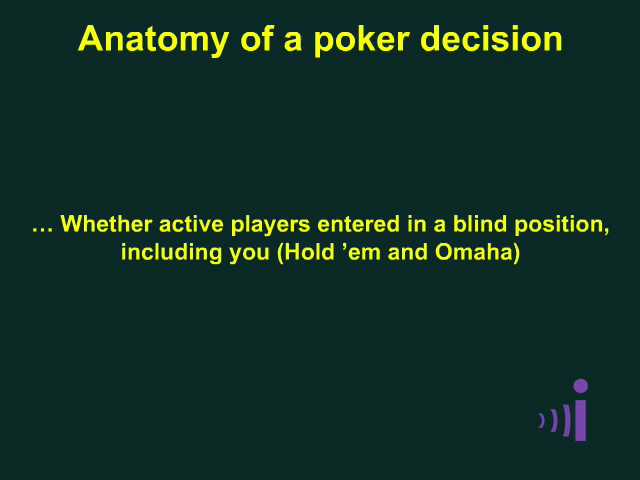 Anatomy of a poker decision
… Whether active players entered in a blind position,
including you (Hold ’em and Omaha)